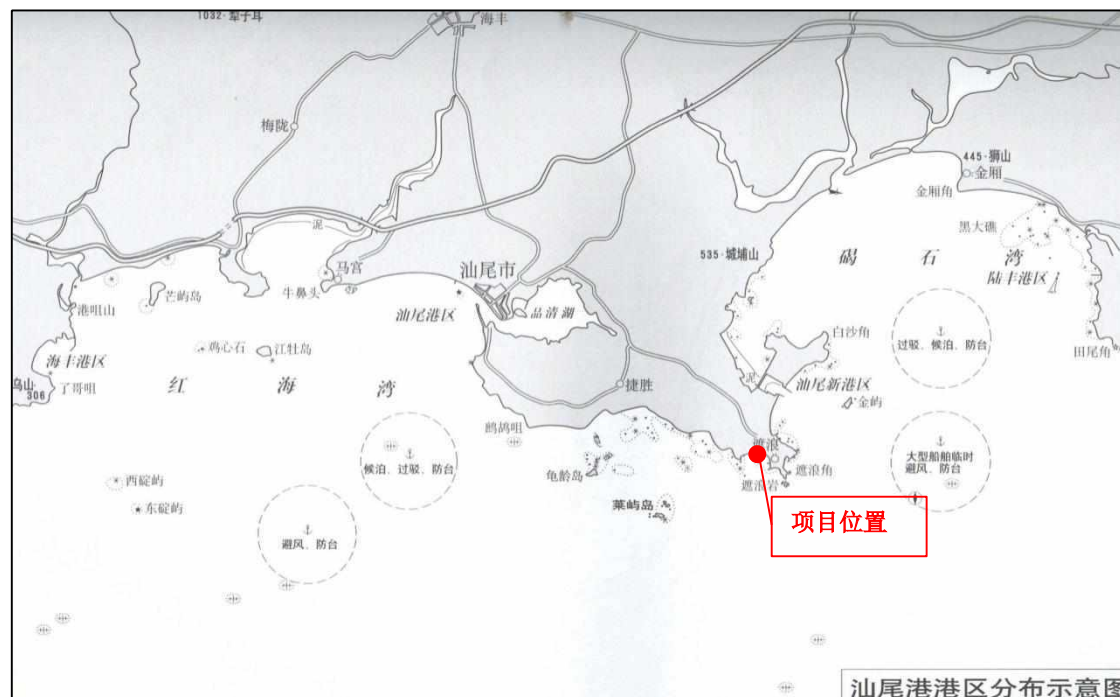 1032·犁子耳
海丰
梅陇
445·狮山
金厢
金厢角
黑大礁
泥
535·城埔山
碣石湾
马宫
汕尾市
陆丰港区
牛鼻头
芒屿岛
港咀山
汕尾港区
品清湖
过驳、候泊、防台
白沙角
鸡心石
江牡岛
海丰港区
田尾角
泥
汕尾新港区
乌山
306
了哥咀
红海湾
捷胜
金屿
鹧鸪咀
遮浪
大型船舶临时
避风、防台
候泊、过驳、防台
龟龄岛
遮浪角
遮浪岩
西碇屿
莱屿岛
东碇屿
项目位置
避风、防台
汕尾港港区分布示意图